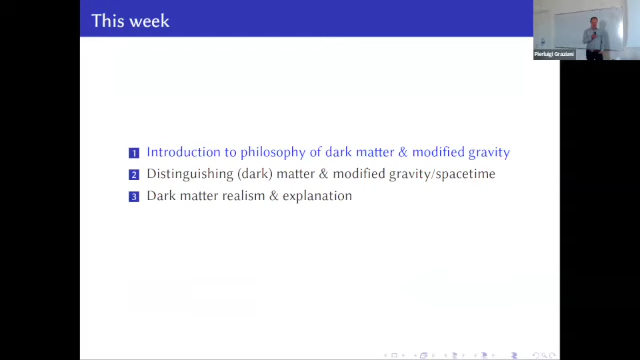 This week
Pierluigi Graziani
1 Introduction to philosophy of dark matter & modified gravity
2 Distinguishing (dark) matter & modified gravity/spacetime
3 Dark matter realism & explanation